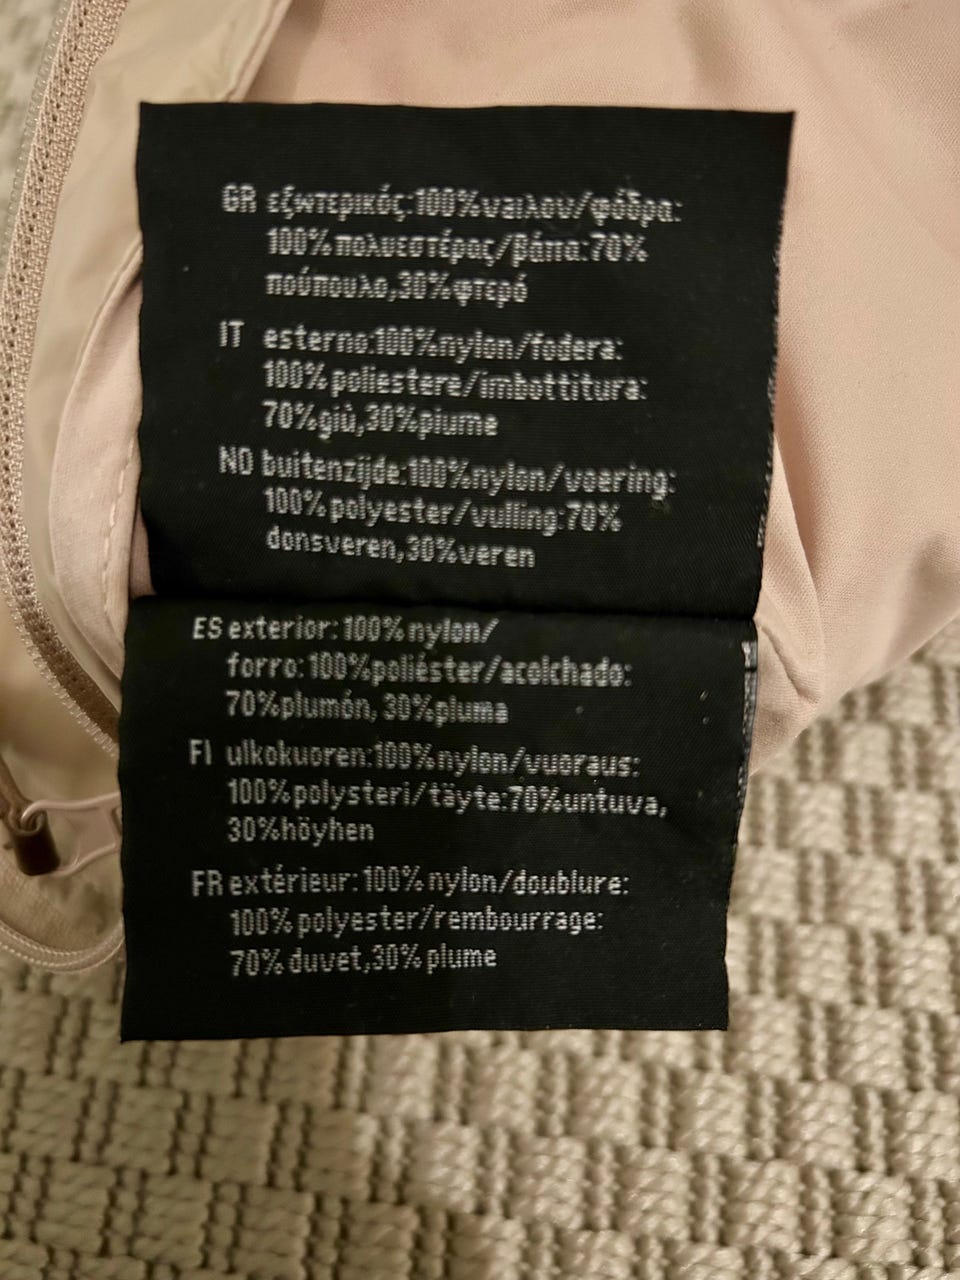 GR εξωτερικός:100%ναιλον/φόδρα:
100%πολυεστέρας/βάτα:70%
πούπουλο,30%φτερό
IT esterno:100%nylon/fodera:
100%poliestere/imbottitura:
70%giù,30%piume
NO buitenzijde:100%nylon/voering:
100%polyester/vulling:70%
donsveren,30%veren
ES exterior:100%nylon/
forro:100%poliéster/acolchado:
70%plumón, 30%pluma
FI ulkokuoren:100%nylon/vuoraus:
100%polysteri/täyte:70%untuva,
30%höyhen
FR extérieur:100%nylon/doublure:
100%polyester/rembourrage:
70% duvet,30% plume